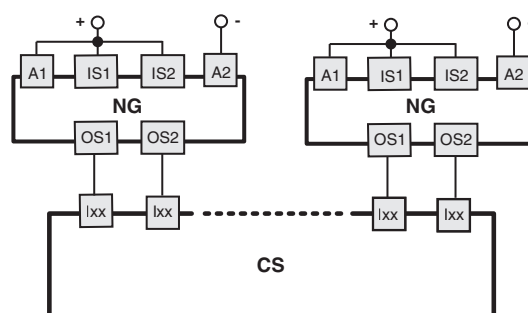 + - + -
A1 IS1 IS2 A2 A1 IS1 IS2 A2
NG NG
OS1 OS2 OS1 OS2
Ixx Ixx Ixx Ixx
CS